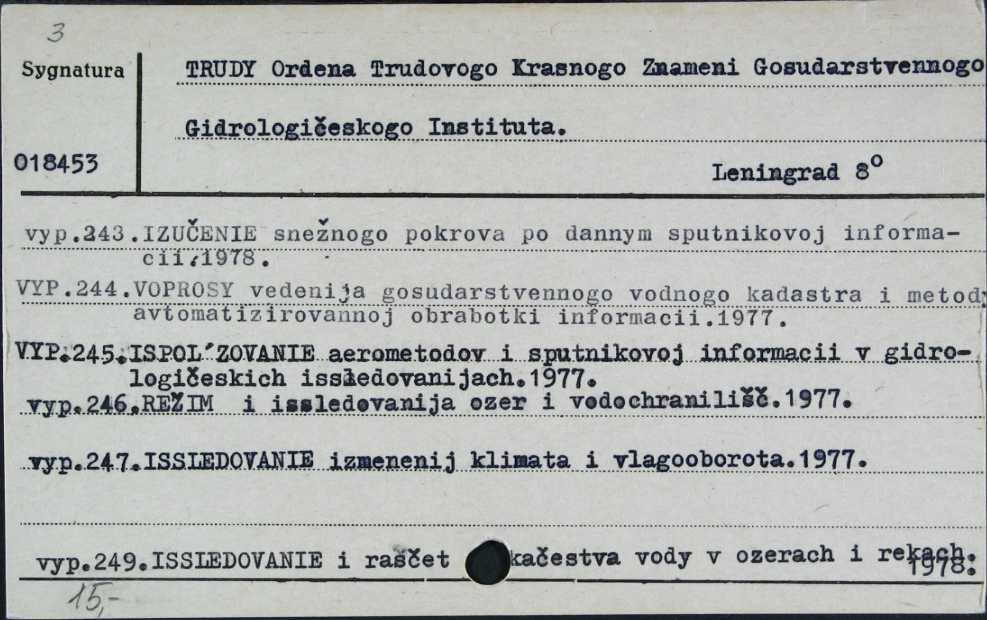 3
Sygnatura
TRUDY Ordena Trudovogo Krasnogo Znameni Gosudarstvennogo
Gidrologičeskogo Instituta.
018453
Leningrad 8°
vyp.243.IZUČENIE snežnogo pokrova po dannym sputnikovoj informa-
cii,1978.
VYP.244.VOPROSY vedenija gosudarstvennogo vodnogo kadastra i metody
avtomatizirovannoj obrabotki informacii.1977.
VYP.245.ISPOL´ZOVANIE aerometodov i sputnikovoj informacii v gidro-
logičeskich issledovanijach.1977.
vyp.246.REŽIM i issledovanija ozer i vodochranilišč.1977.
vyp.247.ISSLEDOVANIE izmenenij klimata i vlagooborota.1977.
vyp.249.ISSLEDOVANIE i rasčet kačestva vody v ozerach i rekach.
1978.
15,-